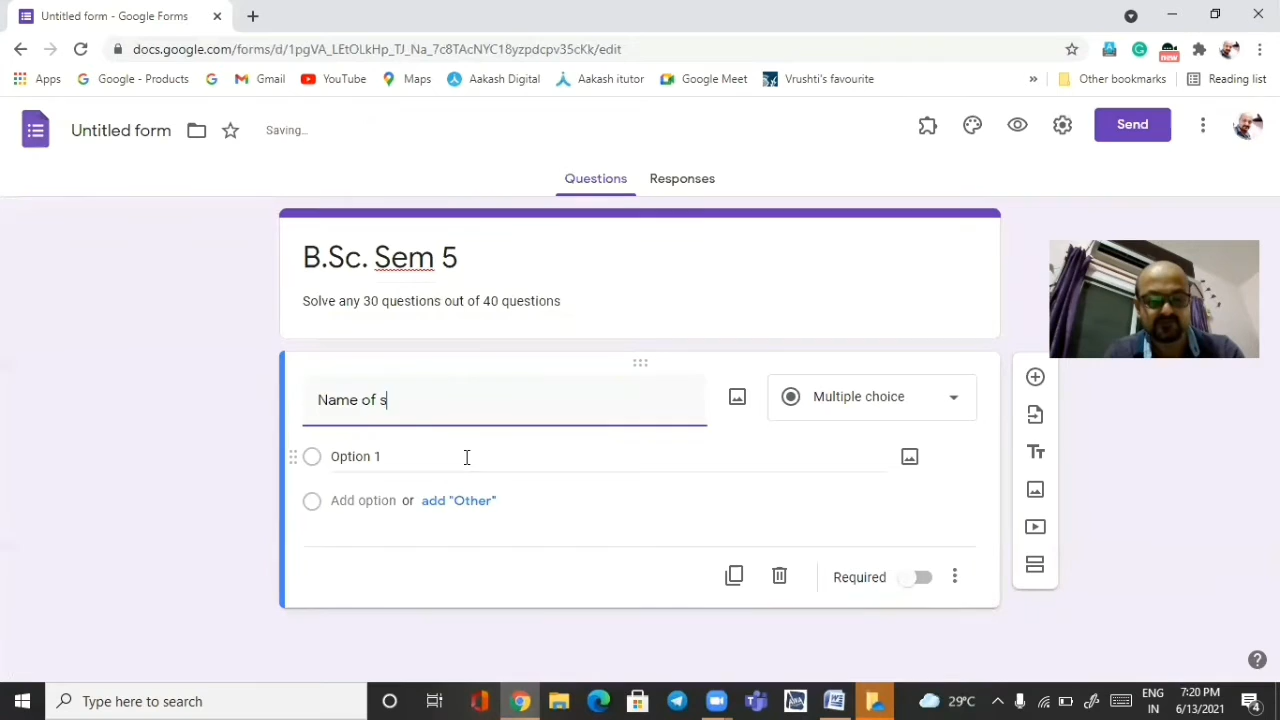 Untitled form - Google Forms
docs.google.com/forms/d/1pgVA_LEtOLkHp_TJ_Na_7c8TAcNYC18yzpdcpv35cKk/edit
Apps
Google - Products
Gmail
YouTube
Maps
Aakash Digital
Aakash itutor
Google Meet
Vrushti's favourite
»
Other bookmarks
Reading list
new
Untitled form
Saving...
Send
Questions
Responses
B.Sc. Sem 5
Solve any 30 questions out of 40 questions
Name of s
Multiple choice
Option 1
Add option or add "Other"
Required
Type here to search
29°C
ENG
IN
7:20 PM
6/13/2021
4